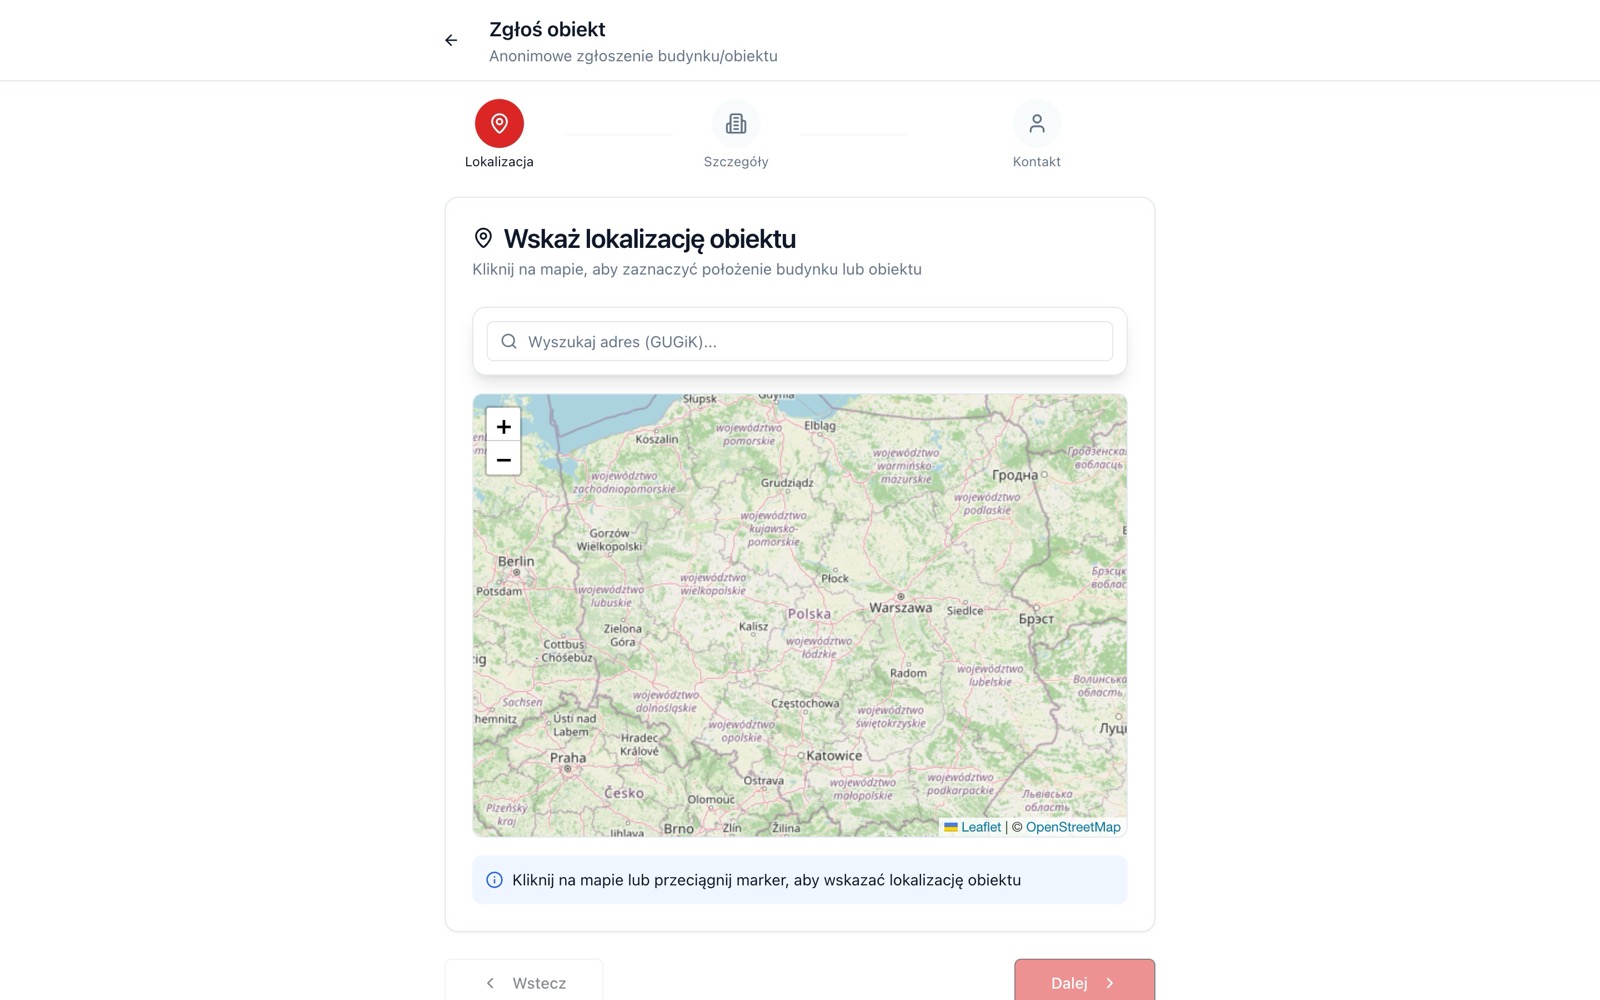 Zgłoś obiekt
Anonimowe zgłoszenie budynku/obiektu
Lokalizacja
Szczegóły
Kontakt
Wskaż lokalizację obiektu
Kliknij na mapie, aby zaznaczyć położenie budynku lub obiektu
Wyszukaj adres (GUGiK)...
+
−
Słupsk
Gdynia
Koszalin
województwo
pomorskie
Elbląg
województwo
warmińsko-
mazurskie
Гродзенская
вобласць
województwo
zachodniopomorskie
Grudziądz
Гродна
województwo
podlaskie
województwo
kujawsko-
pomorskie
Gorzów
Wielkopolski
Berlin
Potsdam
województwo
lubuskie
województwo
wielkopolskie
Płock
Polska
Warszawa
Siedlce
Брэст
Zielona
Góra
Kalisz
województwo
łódzkie
Cottbus
- Chóśebuz
Radom
województwo
lubelskie
Sachsen
województwo
dolnośląskie
Częstochowa
województwo
świętokrzyskie
Волинська
область
hemnitz
Ústí nad
Labem
Hradec
Králové
województwo
opolskie
Praha
Katowice
Česko
Ostrava
województwo
małopolskie
województwo
podkarpackie
Львівська
область
Plzeňský
kraj
Olomouc
Jihlava
Brno
Zlín
Žilina
Leaflet | © OpenStreetMap
Kliknij na mapie lub przeciągnij marker, aby wskazać lokalizację obiektu
Wstecz
Dalej